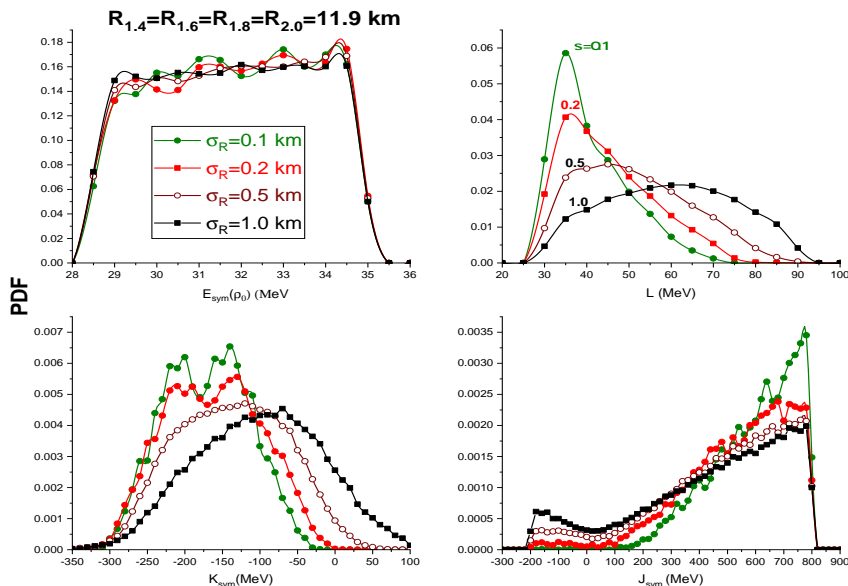 R1.4=R1.6=R1.8=R2.0=11.9 km
0.18
0.16
0.14
0.12
0.10
0.08
0.06
0.04
0.02
0.00
σR=0.1 km
σR=0.2 km
σR=0.5 km
σR=1.0 km
28 29 30 31 32 33 34 35 36
Esym(ρ0) (MeV
0.06
0.05
0.04
0.03
0.02
0.01
0.00
s=01
0.2
0.5
1.0
20 40 60 80 100
L (MeV)
PDF
0.007
0.006
0.005
0.004
0.003
0.002
0.001
0.000
-350 -300 -250 -200 -150 -100 -50 0 50 100
Ksym(MeV)
0.0035
0.0030
0.0025
0.0020
0.0015
0.0010
0.0005
0.0000
-300 -200 -100 0 100 200 300 400 500 600 700 800 900
Jsym(MeV)